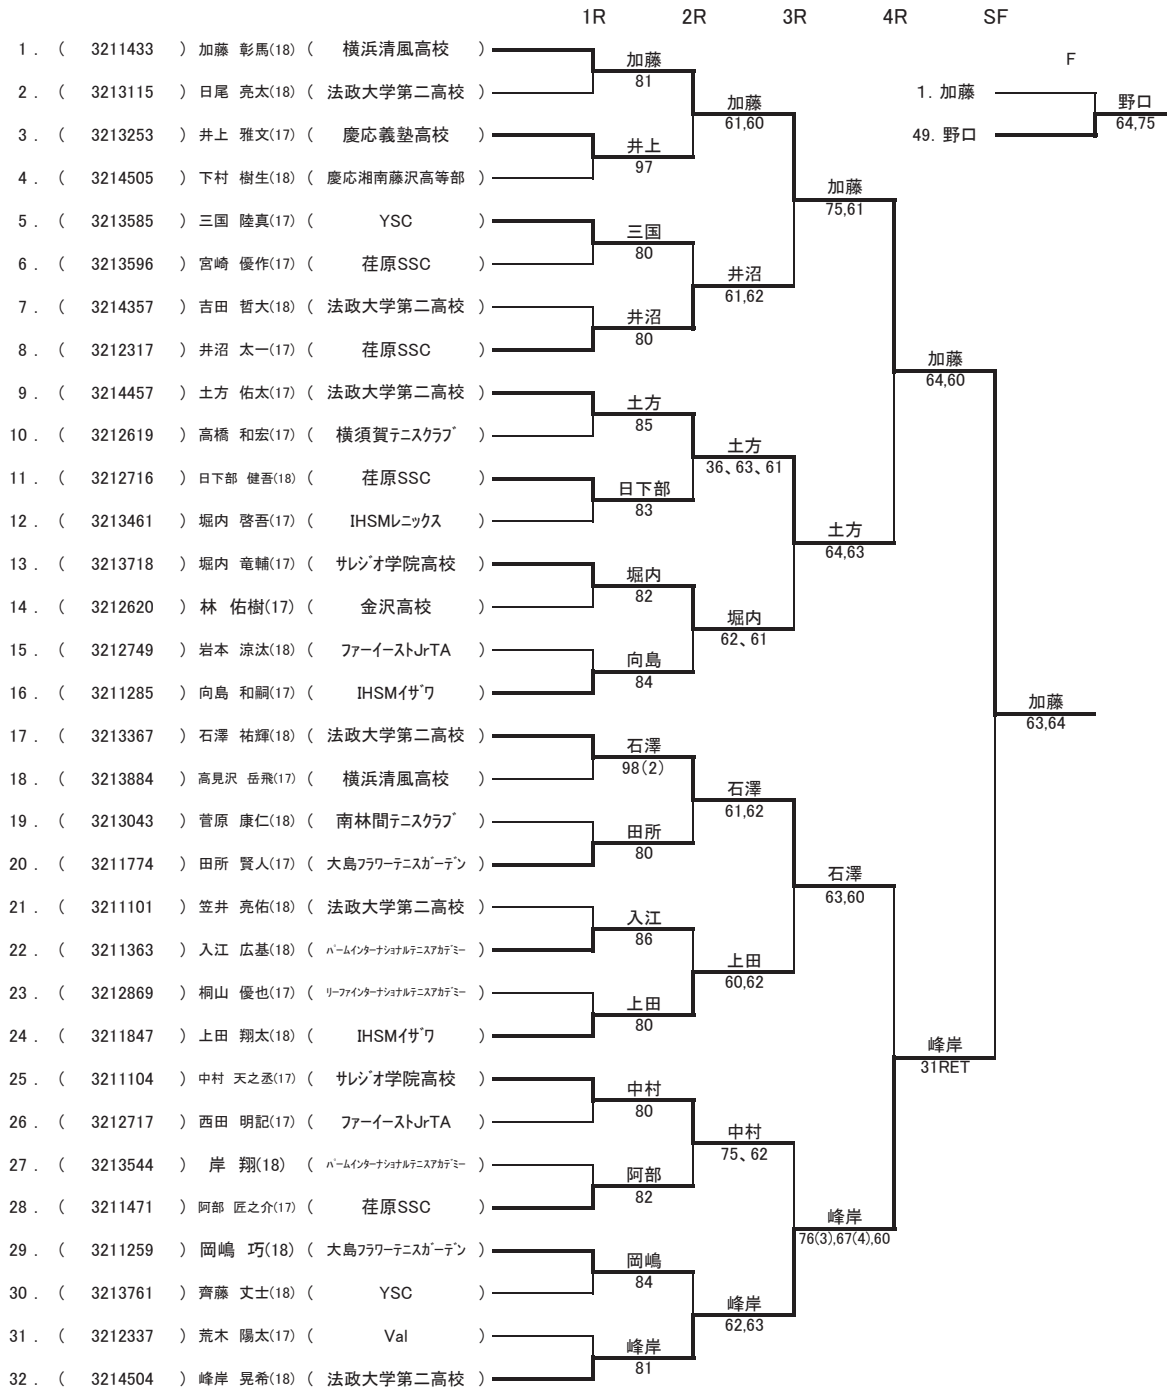 1R 2R 3R 4R SF
1. ( 3211433 ) 加藤 彰馬(18) ( 横浜清風高校 )
加藤
81
F
2. ( 3213115 ) 日尾 亮太(18) ( 法政大学第二高校 )
加藤
61,60
1. 加藤
野口
64,75
3. ( 3213253 ) 井上 雅文(17) ( 慶応義塾高校 )
井上
97
49. 野口
4. ( 3214505 ) 下村 樹生(18) ( 慶応湘南藤沢高等部 )
加藤
75,61
5. ( 3213585 ) 三国 陸真(17) ( YSC )
三国
80
6. ( 3213596 ) 宮崎 優作(17) ( 荏原SSC )
井沼
61,62
7. ( 3214357 ) 吉田 哲大(18) ( 法政大学第二高校 )
井沼
80
8. ( 3212317 ) 井沼 太一(17) ( 荏原SSC )
加藤
64,60
9. ( 3214457 ) 土方 佑太(17) ( 法政大学第二高校 )
土方
85
10. ( 3212619 ) 高橋 和宏(17) ( 横須賀テニスクラブ )
土方
36、63、61
11. ( 3212716 ) 日下部 健吾(18) ( 荏原SSC )
日下部
83
12. ( 3213461 ) 堀内 啓吾(17) ( IHSMレニックス )
土方
64,63
13. ( 3213718 ) 堀内 竜輔(17) ( サレジオ学院高校 )
堀内
82
14. ( 3212620 ) 林 佑樹(17) ( 金沢高校 )
堀内
62、61
15. ( 3212749 ) 岩本 涼汰(18) ( ファーイーストJrTA )
向島
84
16. ( 3211285 ) 向島 和嗣(17) ( IHSMイザワ )
加藤
63,64
17. ( 3213367 ) 石澤 祐輝(18) ( 法政大学第二高校 )
石澤
98(2)
18. ( 3213884 ) 高見沢 岳飛(17) ( 横浜清風高校 )
石澤
61,62
19. ( 3213043 ) 菅原 康仁(18) ( 南林間テニスクラブ )
田所
80
20. ( 3211774 ) 田所 賢人(17) ( 大島フラワーテニスガーデン )
石澤
63,60
21. ( 3211101 ) 笠井 亮佑(18) ( 法政大学第二高校 )
入江
86
22. ( 3211363 ) 入江 広基(18) ( パームインターナショナルテニスアカデミー )
上田
60,62
23. ( 3212869 ) 桐山 優也(17) ( リーファインターナショナルテニスアカデミー )
上田
80
24. ( 3211847 ) 上田 翔太(18) ( IHSMイザワ )
峰岸
31RET
25. ( 3211104 ) 中村 天之丞(17) ( サレジオ学院高校 )
中村
80
26. ( 3212717 ) 西田 明記(17) ( ファーイーストJrTA )
中村
75、62
27. ( 3213544 ) 岸 翔(18) ( パームインターナショナルテニスアカデミー )
阿部
82
28. ( 3211471 ) 阿部 匠之介(17) ( 荏原SSC )
峰岸
76(3),67(4),60
29. ( 3211259 ) 岡嶋 巧(18) ( 大島フラワーテニスガーデン )
岡嶋
84
30. ( 3213761 ) 齊藤 丈士(18) ( YSC )
峰岸
62,63
31. ( 3212337 ) 荒木 陽太(17) ( Val )
峰岸
81
32. ( 3214504 ) 峰岸 晃希(18) ( 法政大学第二高校 )